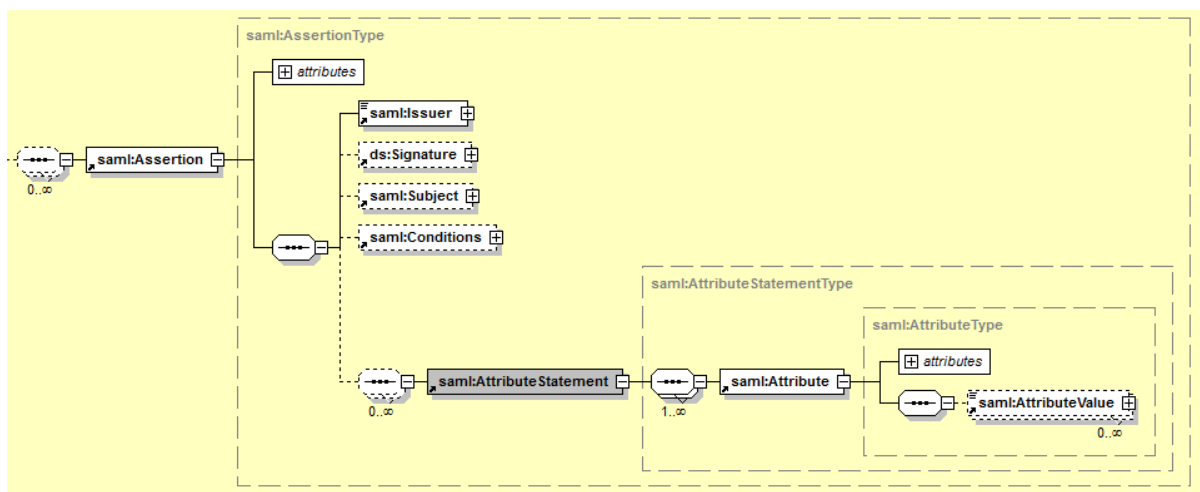 saml:AssertionType
attributes
saml:Issuer
saml:Assertion
ds:Signature
0..∞
saml:Subject
saml:Conditions
saml:AttributeStatementType
saml:AttributeType
attributes
saml:AttributeStatement
saml:Attribute
0..∞
1..∞
saml:AttributeValue
0..∞